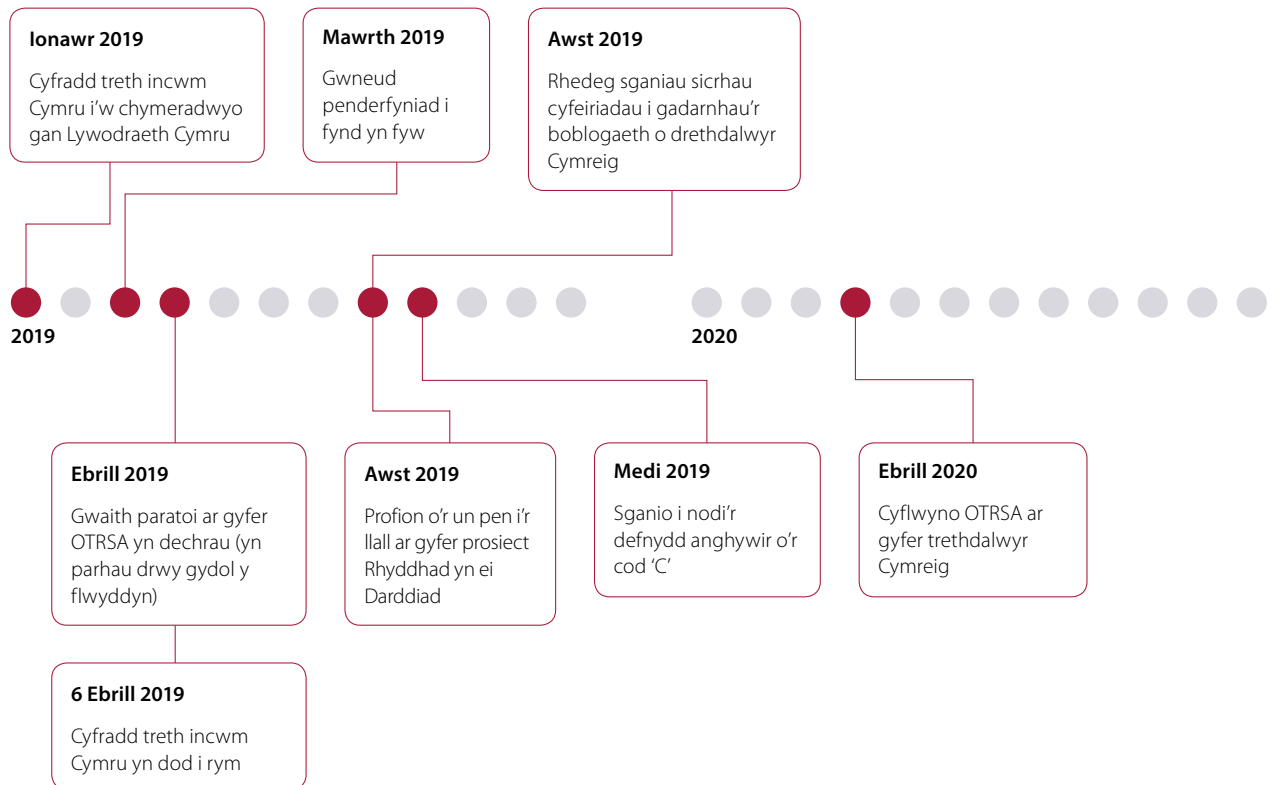 Ionawr 2019
Cyfradd treth incwm
Cymru i’w chymeradwyo
gan Lywodraeth Cymru
Mawrth 2019
Gwneud
penderfyniad i
fynd yn fyw
Awst 2019
Rhedeg sganiau sicrhau
cyfeiriadau i gadarnhau'r
boblogaeth o drethdalwyr
Cymreig
2019
2020
Ebrill 2019
Gwaith paratoi ar gyfer
OTRSA yn dechrau (yn
parhau drwy gydol y
flwyddyn)
Awst 2019
Profion o'r un pen i'r
llall ar gyfer prosiect
Rhyddhad yn ei
Darddiad
Medi 2019
Sganio i nodi’r
defnydd anghywir o’r
cod ‘C’
Ebrill 2020
Cyflwyno OTRSA ar
gyfer trethdalwyr
Cymreig
6 Ebrill 2019
Cyfradd treth incwm
Cymru yn dod i rym